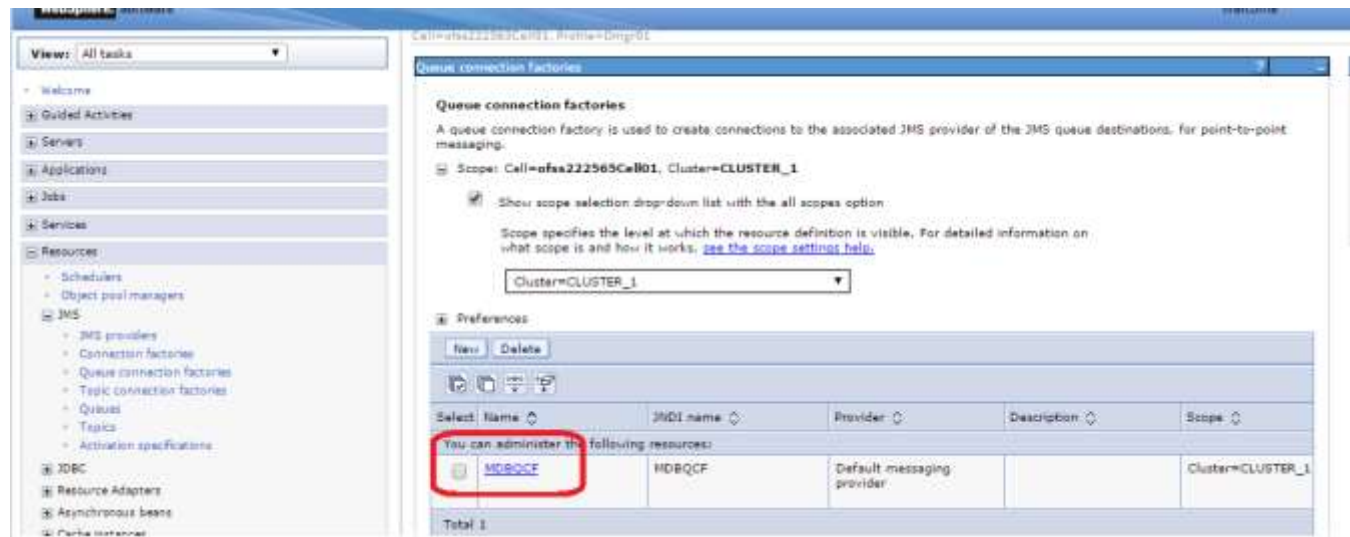 Welcome
Cell=ofss222565Cell01, Profile=Dmgr01
View: All tasks
Welcome
Guided Activities
Servers
Applications
Jobs
Services
Resources
Schedulers
Object pool managers
JMS
JMS providers
Connection factories
Queue connection factories
Topic connection factories
Queues
Topics
Activation specifications
JDBC
Resource Adapters
Asynchronous beans
Cache instances
Queue connection factories ? _
Queue connection factories
A queue connection factory is used to create connections to the associated JMS provider of the JMS queue destinations, for point-to-point
messaging.
Scope: Cell=ofss222565Cell01, Cluster=CLUSTER_1
Show scope selection drop-down list with the all scopes option
Scope specifies the level at which the resource definition is visible. For detailed information on
what scope is and how it works, see the scope settings help.
Cluster=CLUSTER_1
Preferences
New Delete
Select Name JNDI name Provider Description Scope
You can administer the following resources:
MDBQCF MDBQCF Default messaging Cluster=CLUSTER_1
provider
Total 1